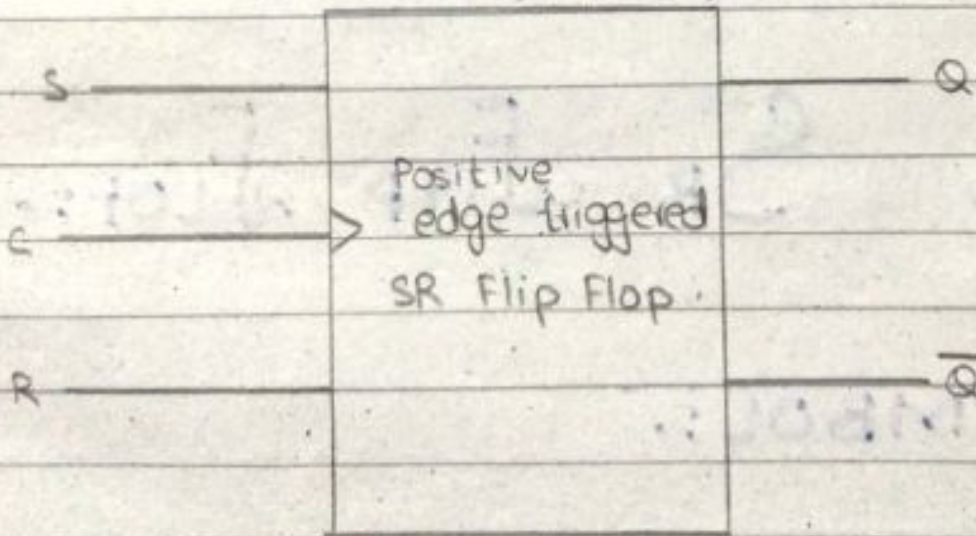 S
Q
Positive
edge triggered
C
SR Flip Flop.
R
Q̅